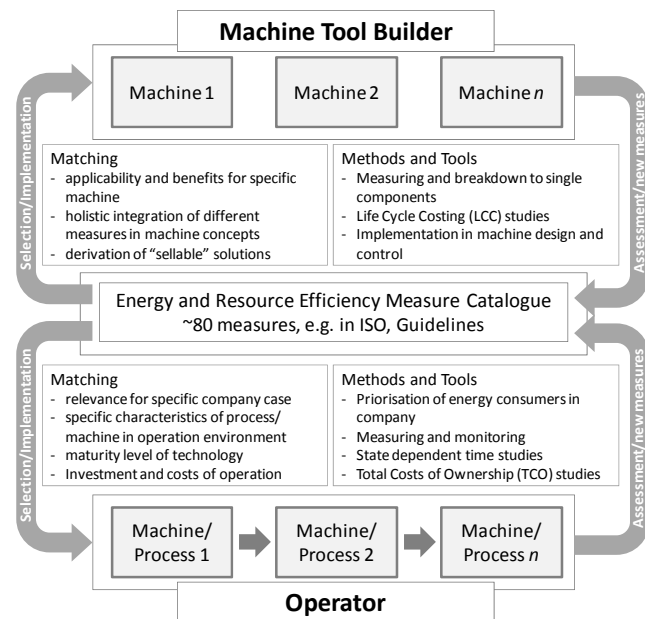 Machine Tool Builder
Machine 1
Machine 2
Machine n
Selection/Implementation
Assessment/new measures
Matching
- applicability and benefits for specific
machine
- holistic integration of different
measures in machine concepts
- derivation of “sellable” solutions
Methods and Tools
- Measuring and breakdown to single
components
- Life Cycle Costing (LCC) studies
- Implementation in machine design and
control
Energy and Resource Efficiency Measure Catalogue
~80 measures, e.g. in ISO, Guidelines
Selection/Implementation
Assessment/new measures
Matching
- relevance for specific company case
- specific characteristics of process/
machine in operation environment
- maturity level of technology
- Investment and costs of operation
Methods and Tools
- Priorisation of energy consumers in
company
- Measuring and monitoring
- State dependent time studies
- Total Costs of Ownership (TCO) studies
Machine/
Process 1
Machine/
Process 2
Machine/
Process n
Operator